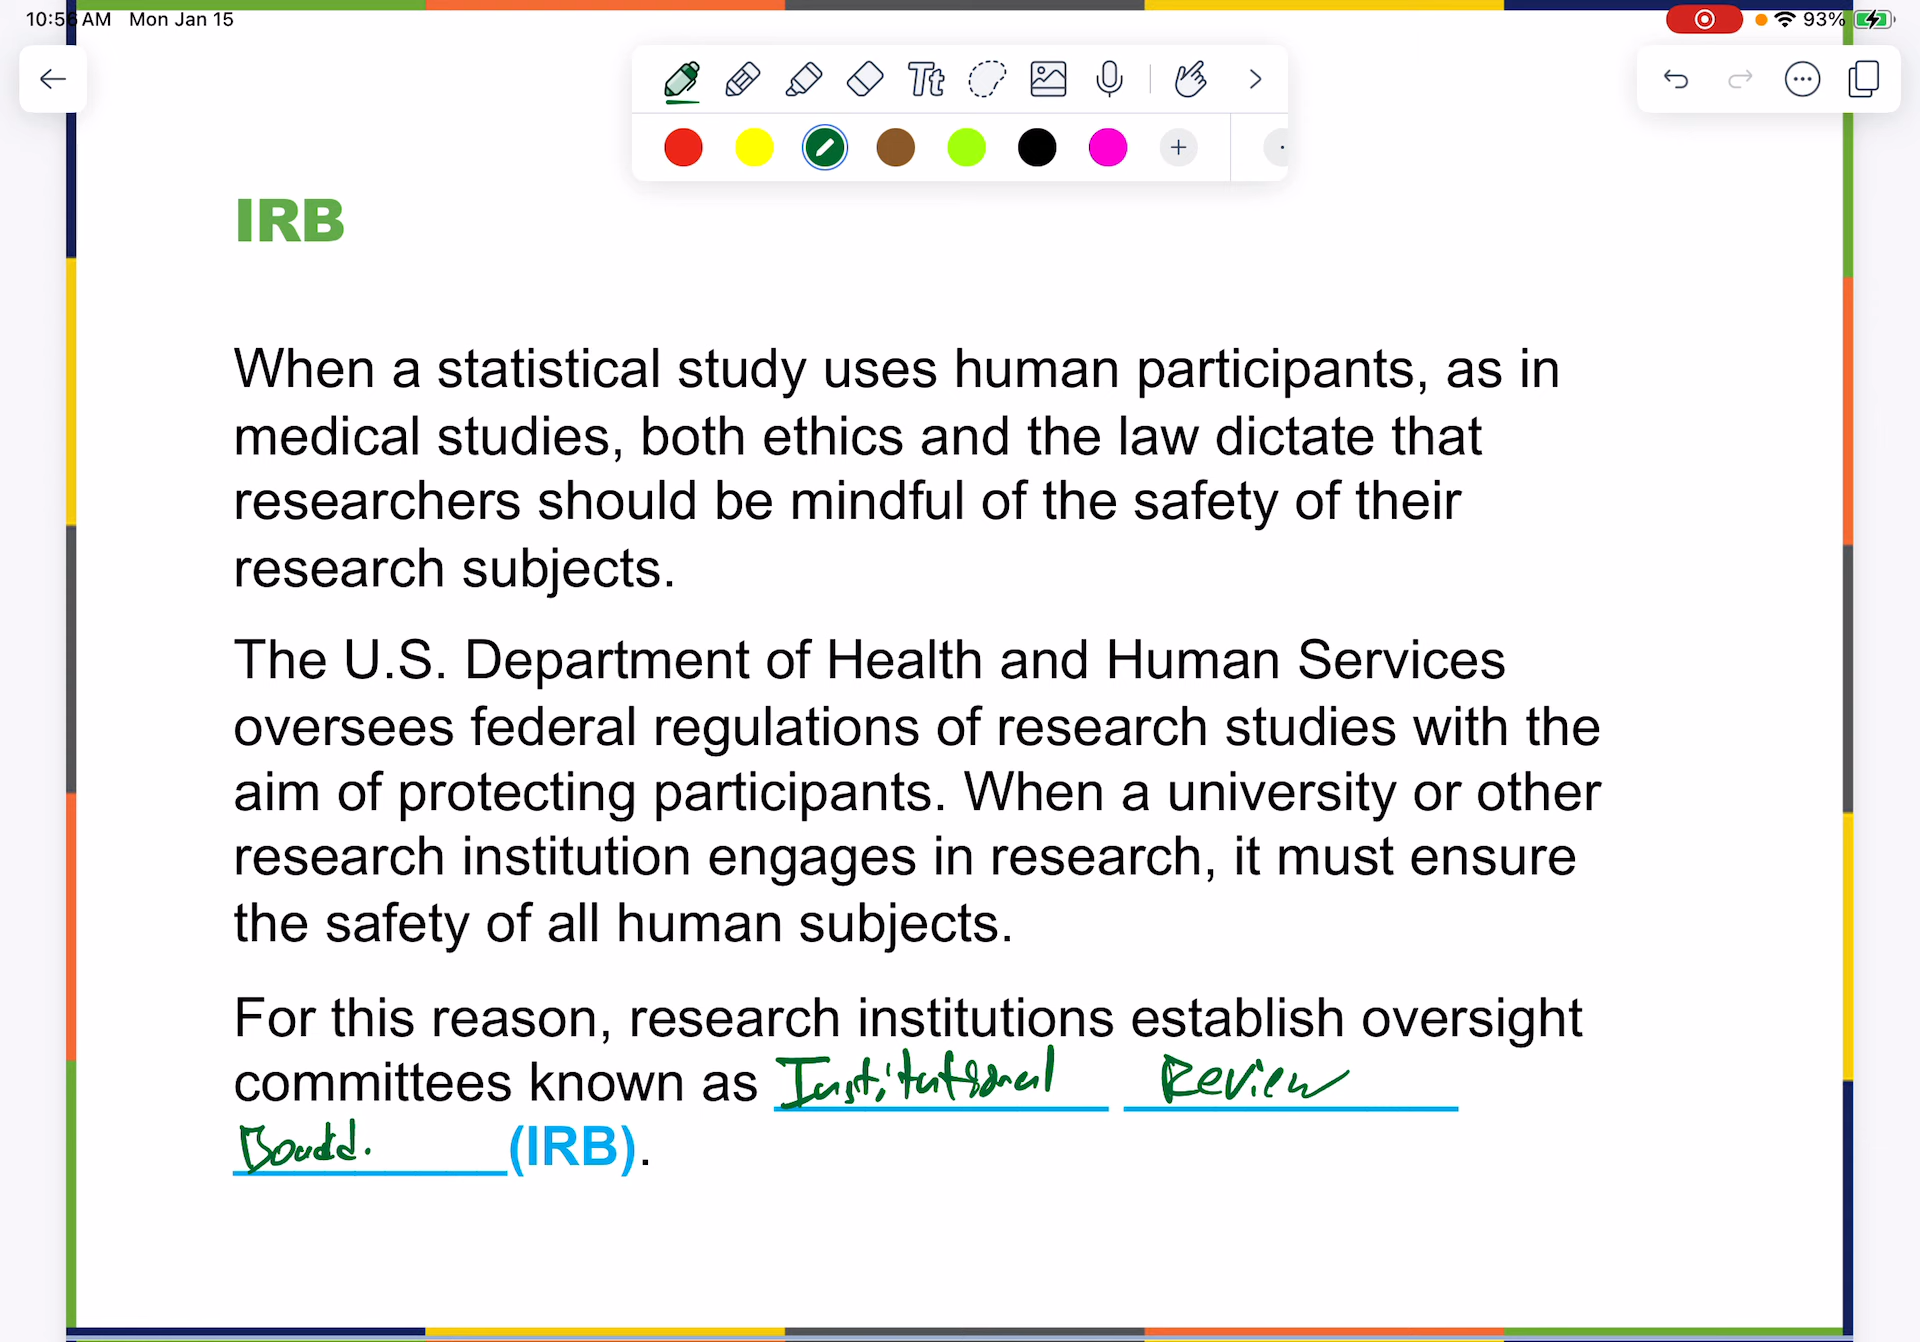 10:56 AM Mon Jan 15
93%
Tt
IRB
When a statistical study uses human participants, as in
medical studies, both ethics and the law dictate that
researchers should be mindful of the safety of their
research subjects.
The U.S. Department of Health and Human Services
oversees federal regulations of research studies with the
aim of protecting participants. When a university or other
research institution engages in research, it must ensure
the safety of all human subjects.
For this reason, research institutions establish oversight
committees known as Institutional Review
Board. (IRB).